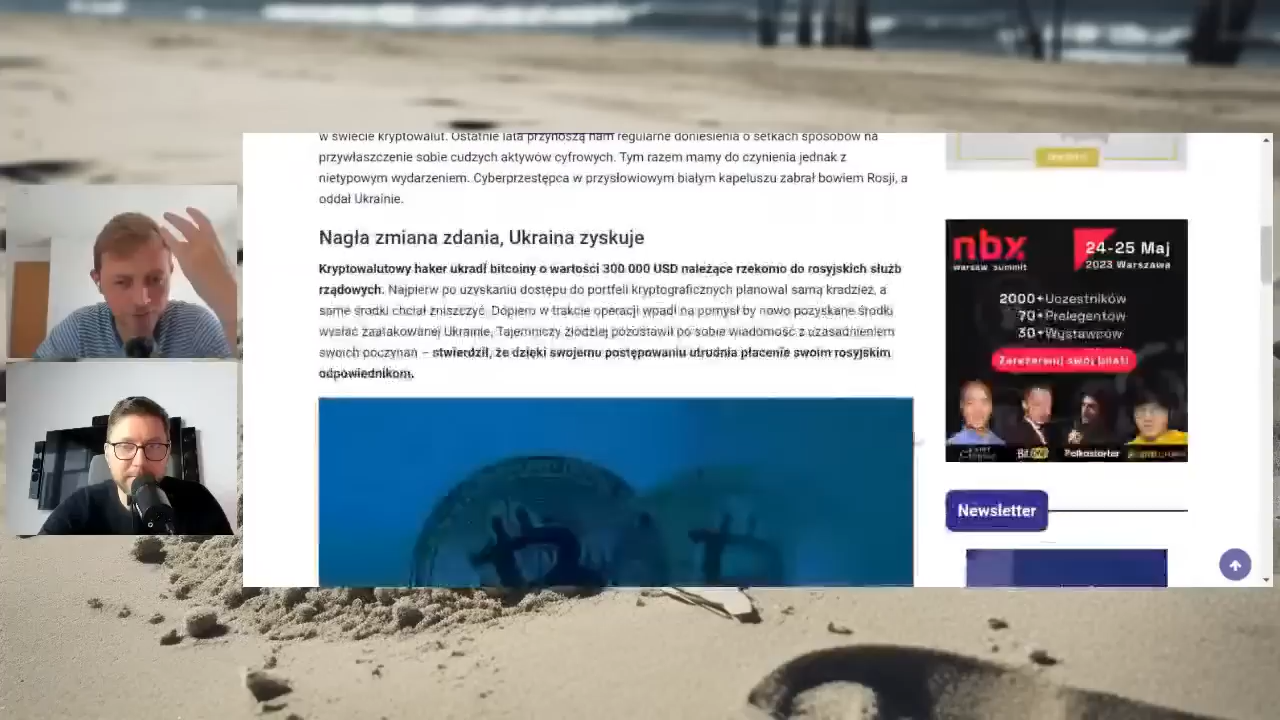 w świecie kryptowalut. Ostatnie lata przynoszą nam regularne doniesienia o setkach sposobów na
przywłaszczenie sobie cudzych aktywów cyfrowych. Tym razem mamy do czynienia jednak z
nietypowym wydarzeniem. Cyberprzestępca w przysłowiowym białym kapeluszu zabrał bowiem Rosji, a
oddał Ukrainie.
Nagła zmiana zdania, Ukraina zyskuje
Kryptowalutowy haker ukradł bitcoiny o wartości 300 000 USD należące rzekomo do rosyjskich służb
rządowych. Najpierw po uzyskaniu dostępu do portfeli kryptograficznych planował samą kradzież, a
same środki chciał zniszczyć. Dopiero w trakcie operacji wpadł na pomysł by nowo pozyskane środki
wysłać zaatakowanej Ukrainie. Tajemniczy złodziej pozostawił po sobie wiadomość z uzasadnieniem
swoich poczynań – stwierdził, że dzięki swojemu postępowaniu utrudnia płacenie swoim rosyjskim
odpowiednikom.
nbx
warsaw summit
24-25 Maj
2023 Warszawa
2000+Uczestników
70+Prelegentów
30+Wystawców
Zarezerwuj swój bilet!
Polkastarter
Newsletter